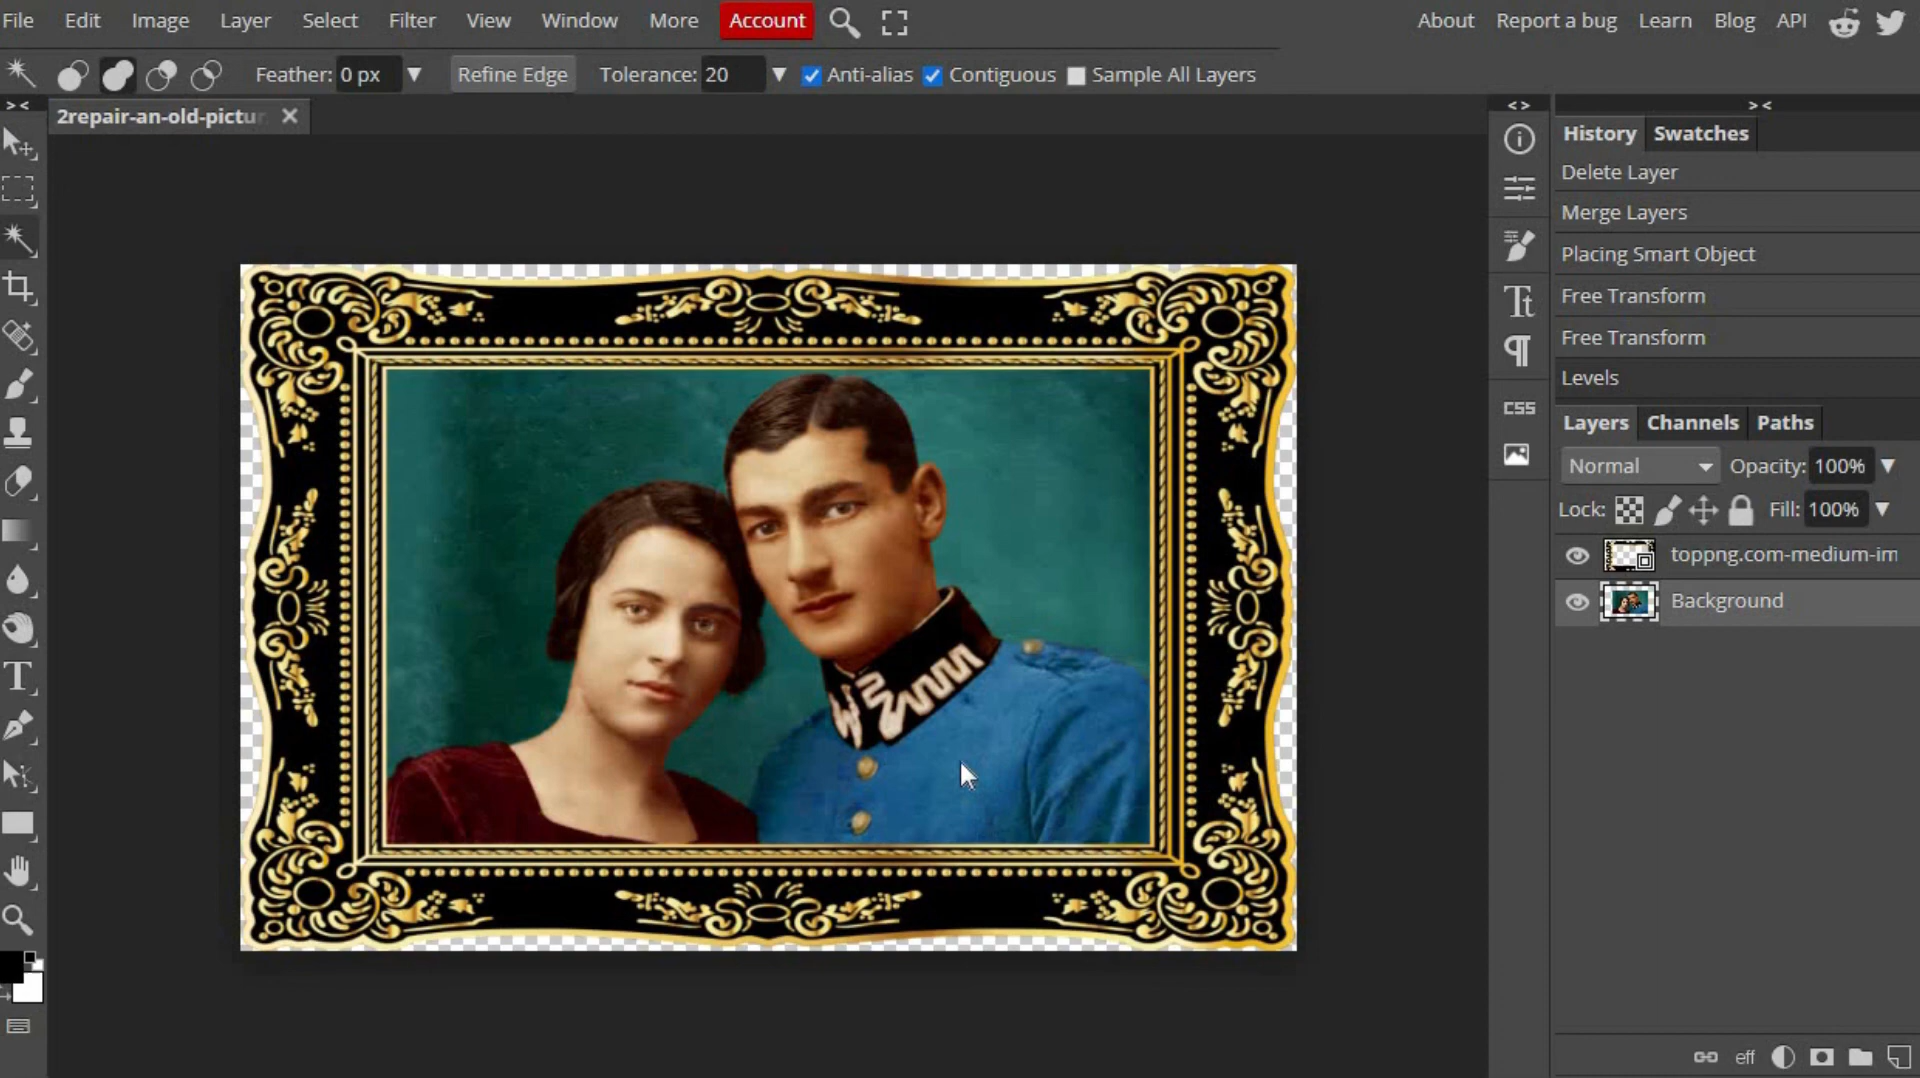 File Edit Image Layer Select Filter View Window More Account About Report a bug Learn Blog API
Feather: 0 px Refine Edge Tolerance: 20 Anti-alias Contiguous Sample All Layers
> < < > > <
2repair-an-old-pictur
History Swatches
Delete Layer
Merge Layers
Placing Smart Object
Free Transform
Free Transform
Levels
CSS
Layers Channels Paths
Normal Opacity: 100%
Lock: Fill: 100%
toppng.com-medium-im
Background
eff